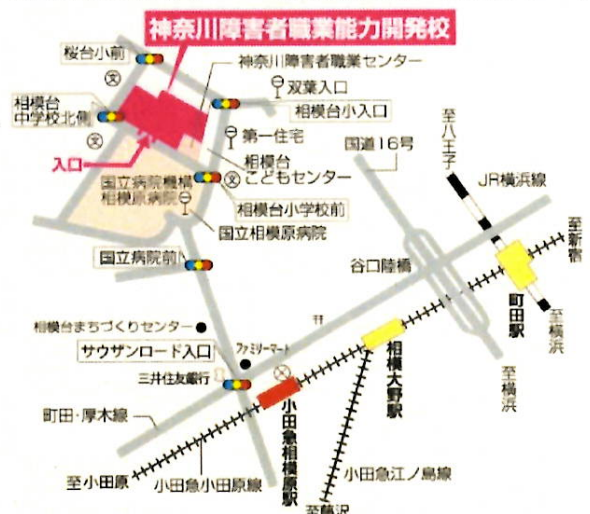 神奈川障害者職業能力開発校
桜台小前
神奈川障害者職業センター
文
双葉入口
相模台
中学校北側
相模台小入口
文
第一住宅
国道16号
至八王子
入口
相模台
こどもセンター
文
JR横浜線
国立病院機構
相模原病院
相模台小学校前
国立相模原病院
至新宿
国立病院前
谷口陸橋
町田駅
至横浜
相模台まちづくりセンター
サウザンロード入口
ファミリーマート
三井住友銀行
相模大野駅
至横浜
町田・厚木線
小田急相模原駅
至小田原
小田急小田原線
小田急江ノ島線
至藤沢